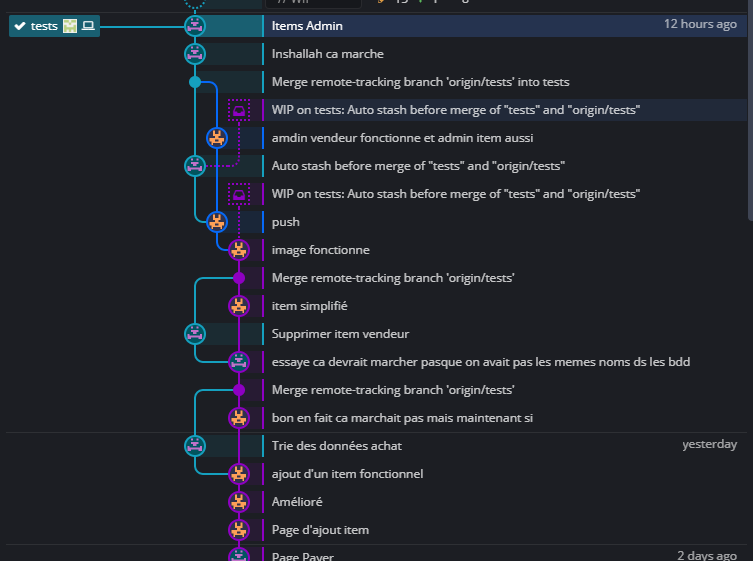 tests
Items Admin
12 hours ago
Inshallah ca marche
Merge remote-tracking branch 'origin/tests' into tests
WIP on tests: Auto stash before merge of "tests" and "origin/tests"
amdin vendeur fonctionne et admin item aussi
Auto stash before merge of "tests" and "origin/tests"
WIP on tests: Auto stash before merge of "tests" and "origin/tests"
push
image fonctionne
Merge remote-tracking branch 'origin/tests'
item simplifié
Supprimer item vendeur
essaye ca devrait marcher pasque on avait pas les memes noms ds les bdd
Merge remote-tracking branch 'origin/tests'
bon en fait ca marchait pas mais maintenant si
Trie des données achat
yesterday
ajout d'un item fonctionnel
Amélioré
Page d'ajout item
Page Payer
2 days ago